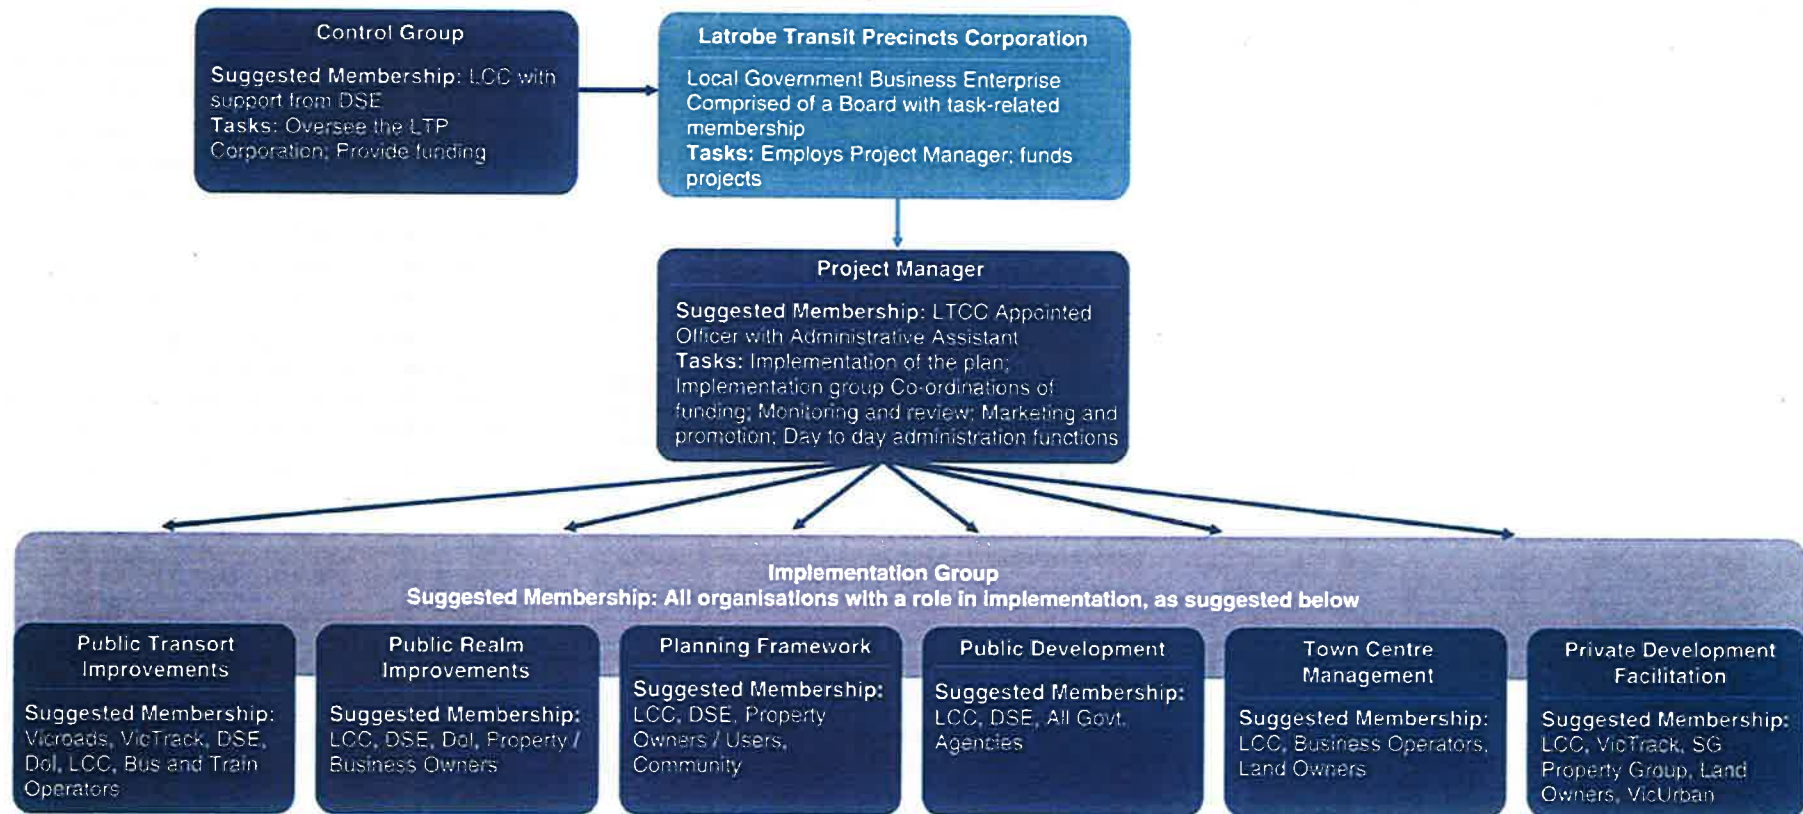 Control Group
Suggested Membership: LCC with
support from DSE
Tasks: Oversee the LTP
Corporation; Provide funding
Latrobe Transit Precincts Corporation
Local Government Business Enterprise
Comprised of a Board with task-related
membership
Tasks: Employs Project Manager; funds
projects
Project Manager
Suggested Membership: LTCC Appointed
Officer with Administrative Assistant
Tasks: Implementation of the plan;
Implementation group Co-ordinations of
funding; Monitoring and review; Marketing and
promotion; Day to day administration functions
Implementation Group
Suggested Membership: All organisations with a role in implementation, as suggested below
Public Transort
Improvements
Suggested Membership:
Vicroads, VicTrack, DSE,
DoI, LCC, Bus and Train
Operators
Public Realm
Improvements
Suggested Membership:
LCC, DSE, DoI, Property /
Business Owners
Planning Framework
Suggested Membership:
LCC, DSE, Property
Owners / Users,
Community
Public Development
Suggested Membership:
LCC, DSE, All Govt.
Agencies
Town Centre
Management
Suggested Membership:
LCC, Business Operators,
Land Owners
Private Development
Facilitation
Suggested Membership:
LCC, VicTrack, SG
Property Group, Land
Owners, VicUrban